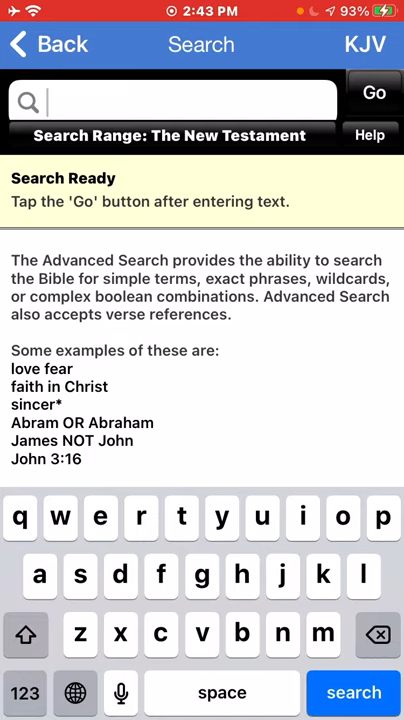 2:43 PM 93%
Back Search KJV
Go
Search Range: The New Testament Help
Search Ready
Tap the 'Go' button after entering text.
The Advanced Search provides the ability to search
the Bible for simple terms, exact phrases, wildcards,
or complex boolean combinations. Advanced Search
also accepts verse references.
Some examples of these are:
love fear
faith in Christ
sincer*
Abram OR Abraham
James NOT John
John 3:16
q w e r t y u i o p
a s d f g h j k l
z x c v b n m
123 space search